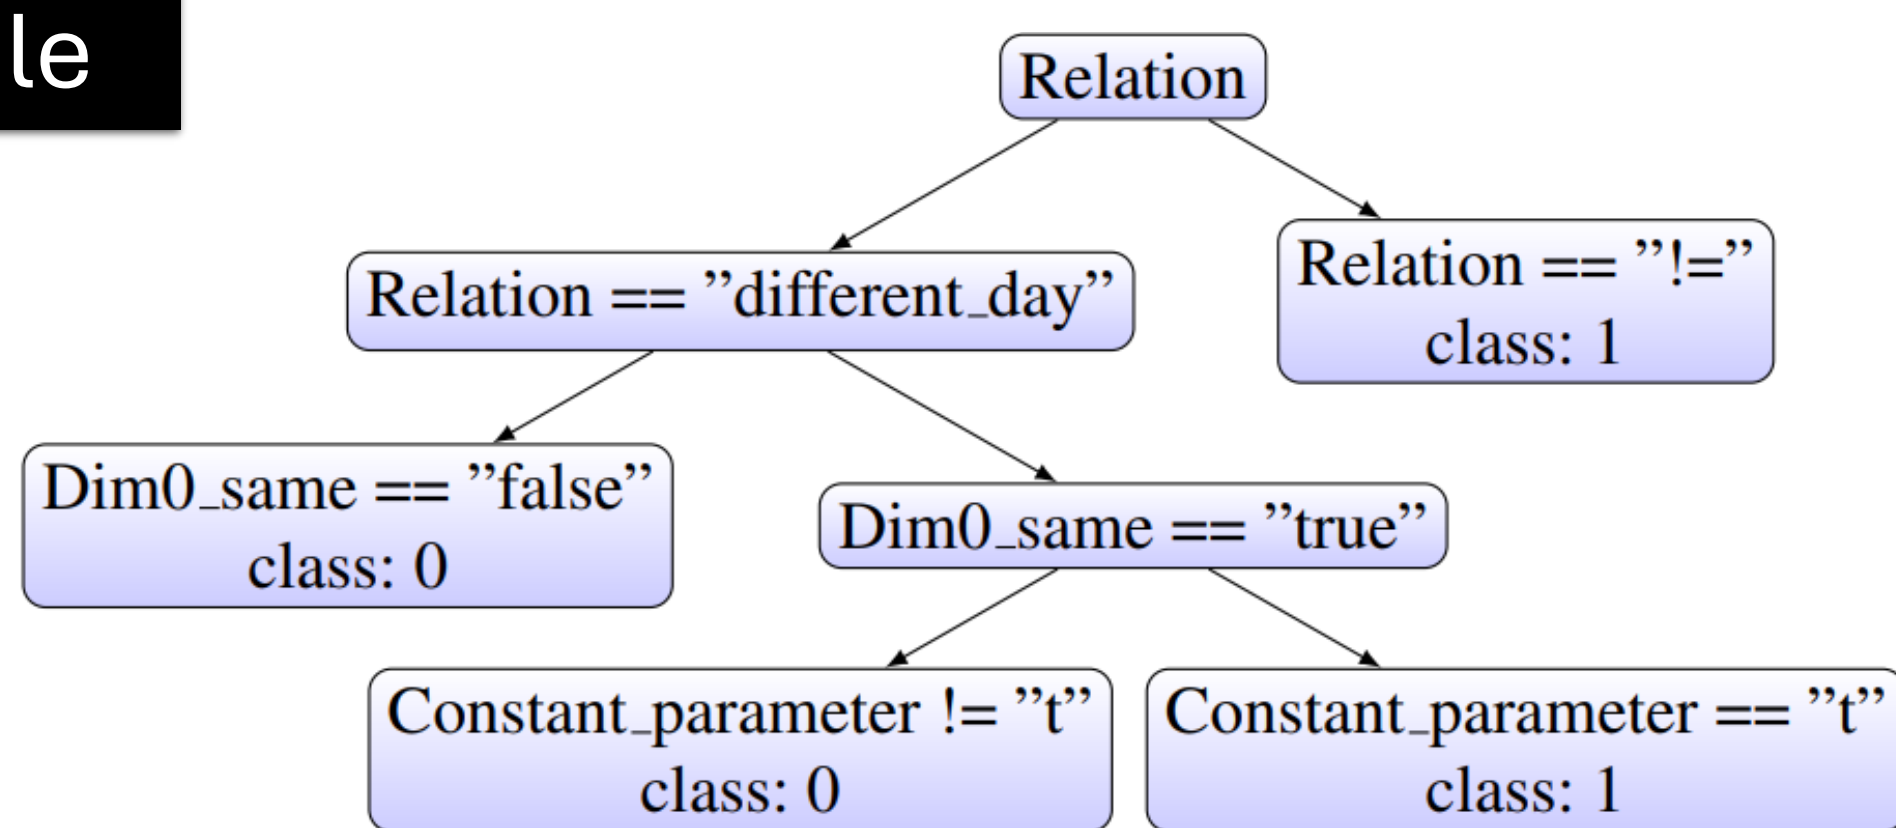 le
Relation
Relation == ”different_day”
Relation == ”!=”
class: 1
Dim0_same == ”false”
class: 0
Dim0_same == ”true”
Constant_parameter != ”t”
class: 0
Constant_parameter == ”t”
class: 1